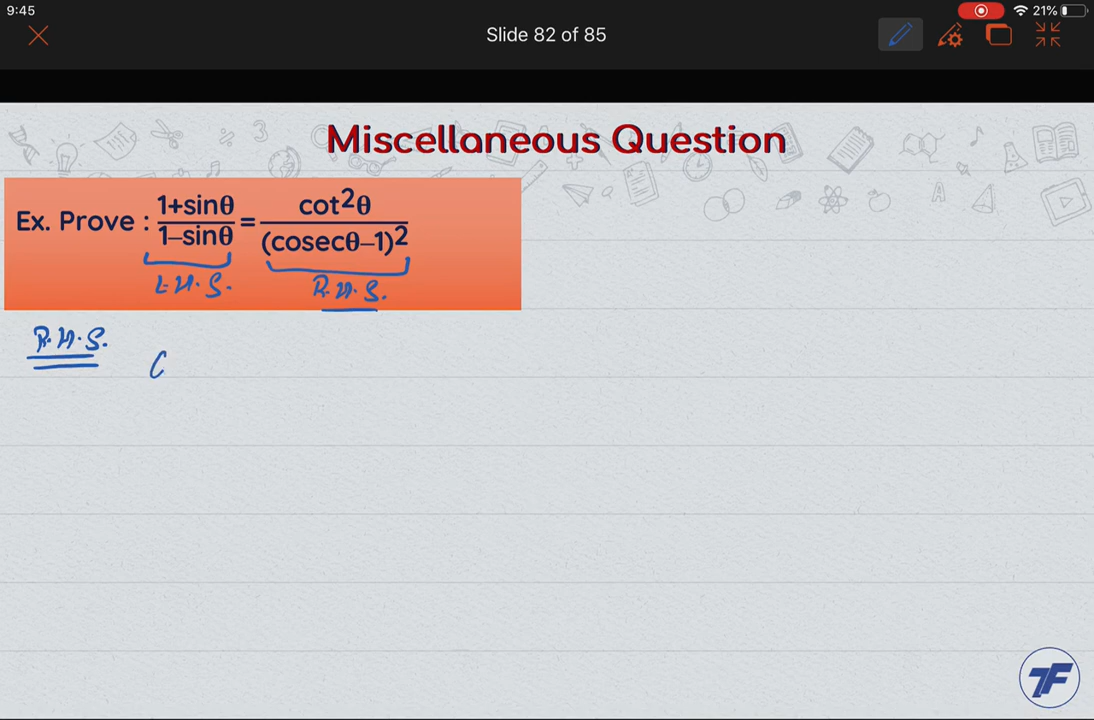 9:45
21%
Slide 82 of 85
Miscellaneous Question
Ex. Prove : 1+sinθ/1–sinθ = cot²θ/(cosecθ–1)²
L.H.S. R.H.S.
R.H.S. C
TF